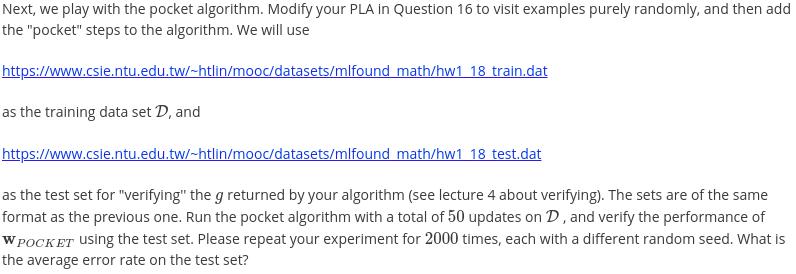 Next, we play with the pocket algorithm. Modify your PLA in Question 16 to visit examples purely randomly, and then add
the "pocket" steps to the algorithm. We will use
https://www.csie.ntu.edu.tw/~htlin/mooc/datasets/mlfound_math/hw1_18_train.dat
as the training data set 𝒟, and
https://www.csie.ntu.edu.tw/~htlin/mooc/datasets/mlfound_math/hw1_18_test.dat
as the test set for "verifying" the g returned by your algorithm (see lecture 4 about verifying). The sets are of the same
format as the previous one. Run the pocket algorithm with a total of 50 updates on 𝒟 , and verify the performance of
w_POCKET using the test set. Please repeat your experiment for 2000 times, each with a different random seed. What is
the average error rate on the test set?